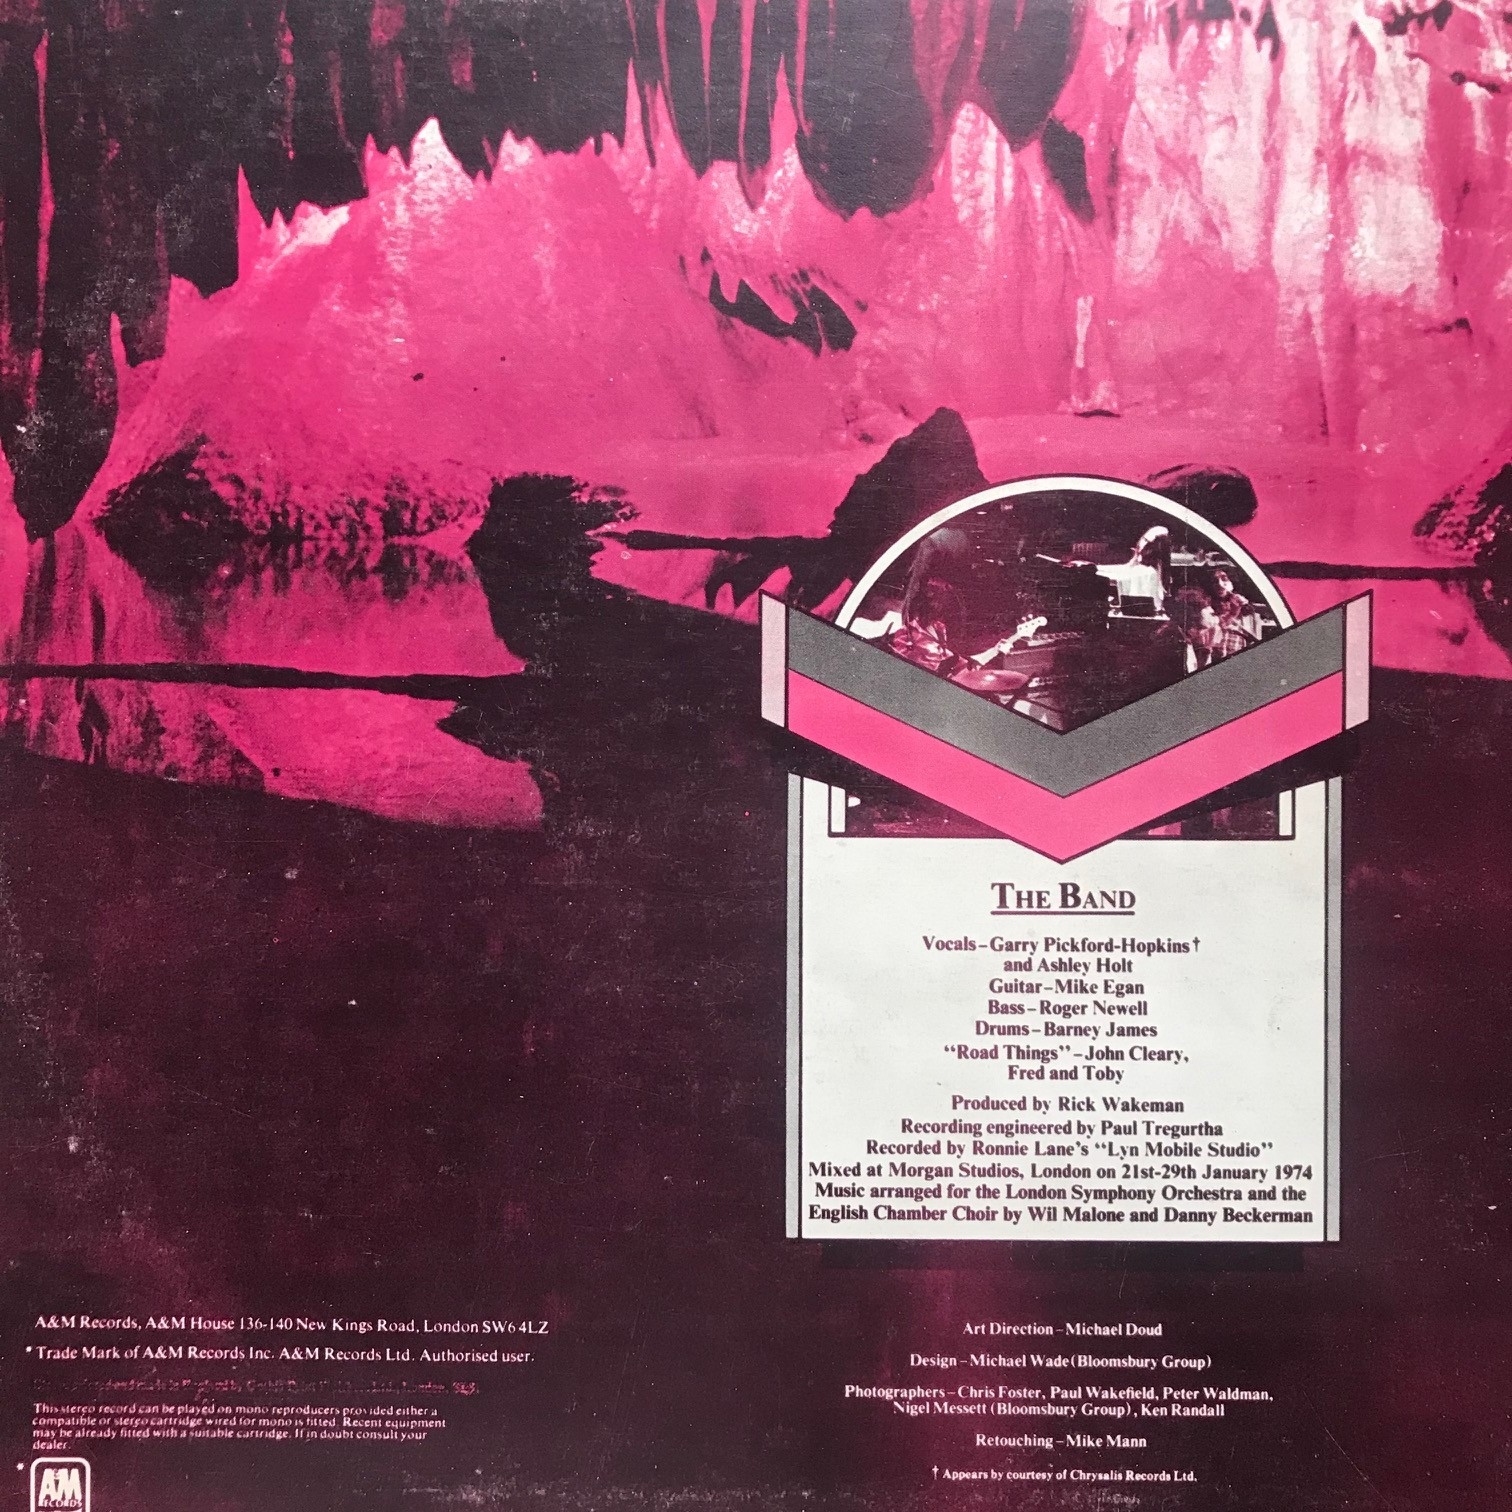 THE BAND
Vocals–Garry Pickford-Hopkins†
and Ashley Holt
Guitar–Mike Egan
Bass–Roger Newell
Drums–Barney James
“Road Things”–John Cleary,
Fred and Toby
Produced by Rick Wakeman
Recording engineered by Paul Tregurtha
Recorded by Ronnie Lane's “Lyn Mobile Studio”
Mixed at Morgan Studios, London on 21st-29th January 1974
Music arranged for the London Symphony Orchestra and the
English Chamber Choir by Wil Malone and Danny Beckerman
A&M Records, A&M House 136-140 New Kings Road, London SW6 4LZ
* Trade Mark of A&M Records Inc. A&M Records Ltd. Authorised user.
This stereo record can be played on mono reproducers provided either a
compatible or stereo cartridge wired for mono is fitted. Recent equipment
may be already fitted with a suitable cartridge. If in doubt consult your
dealer.
* A&M
RECORDS
Art Direction–Michael Doud
Design–Michael Wade (Bloomsbury Group)
Photographers–Chris Foster, Paul Wakefield, Peter Waldman,
Nigel Messett (Bloomsbury Group), Ken Randall
Retouching–Mike Mann
† Appears by courtesy of Chrysalis Records Ltd.